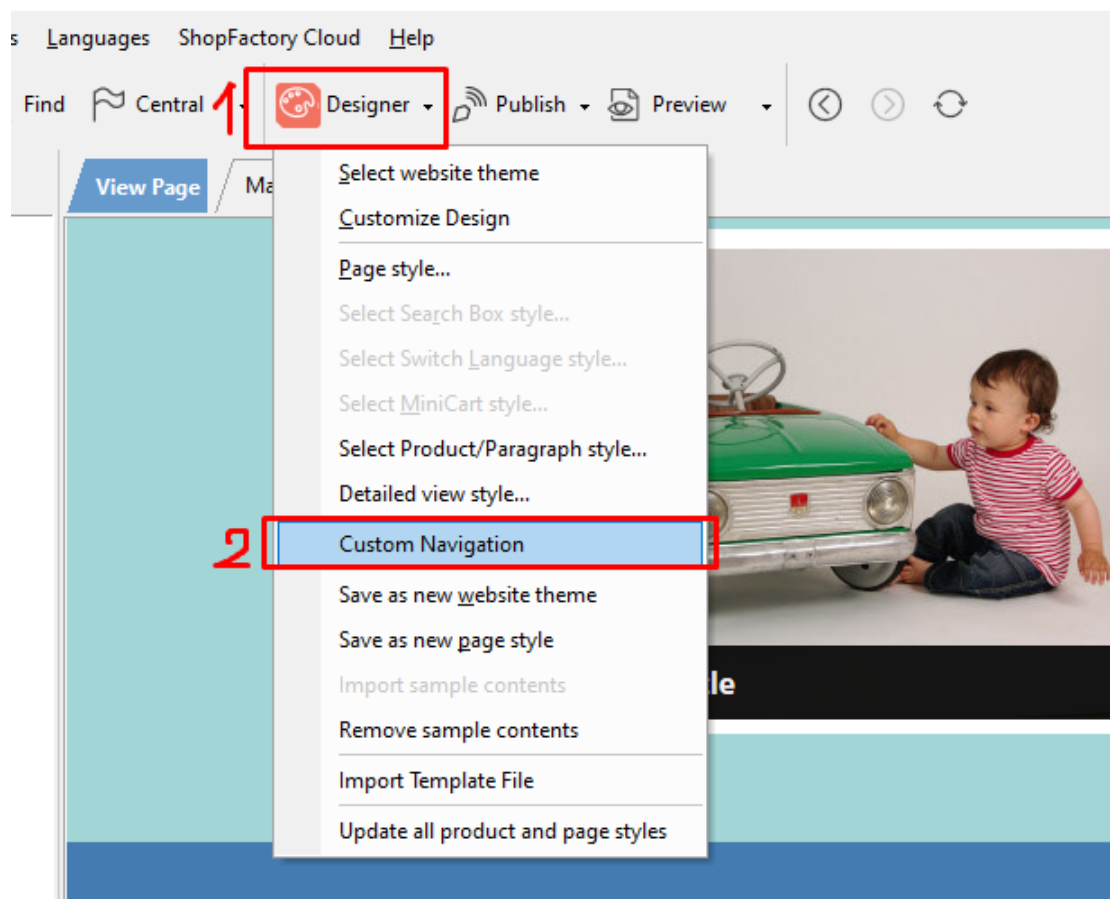 s Languages ShopFactory Cloud Help
Find Central 1 Designer Publish Preview
View Page Ma
Select website theme
Customize Design
Page style...
Select Search Box style...
Select Switch Language style...
Select MiniCart style...
Select Product/Paragraph style...
Detailed view style...
2 Custom Navigation
Save as new website theme
Save as new page style
Import sample contents
tle
Remove sample contents
Import Template File
Update all product and page styles